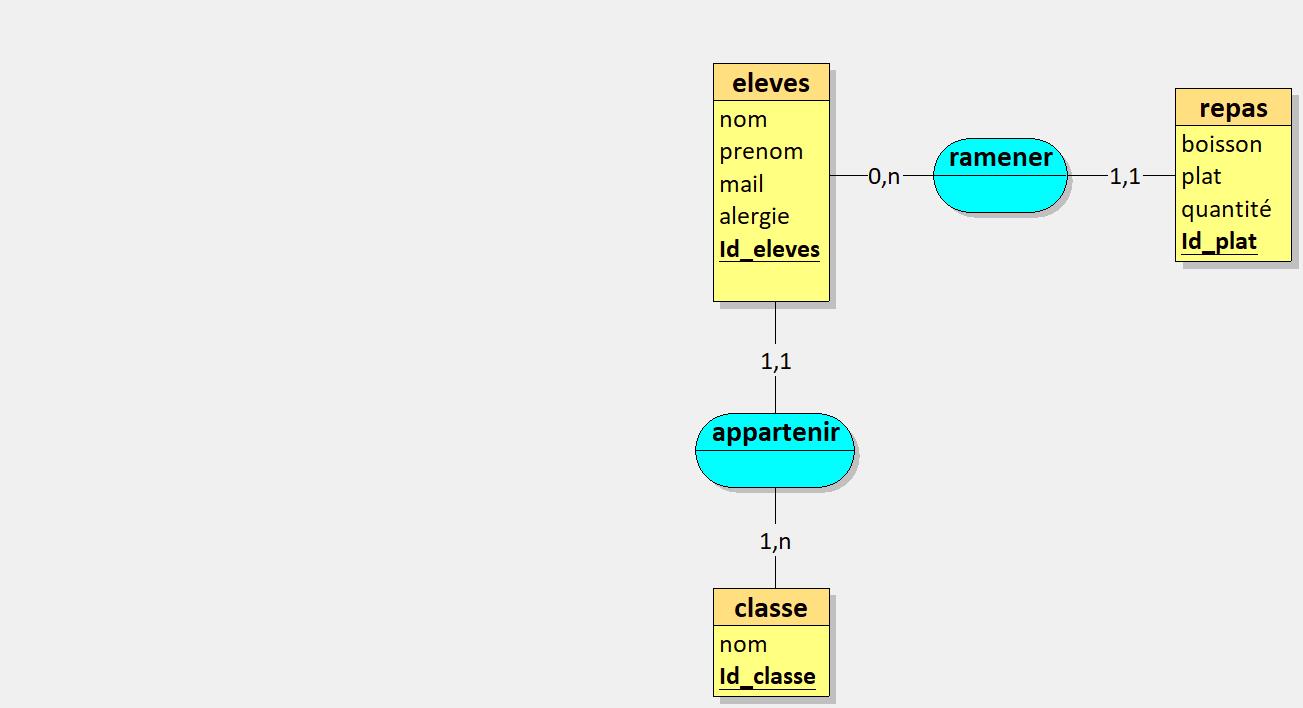 eleves
nom
prenom
mail
alergie
Id_eleves
0,n
ramener
1,1
repas
boisson
plat
quantité
Id_plat
1,1
appartenir
1,n
classe
nom
Id_classe